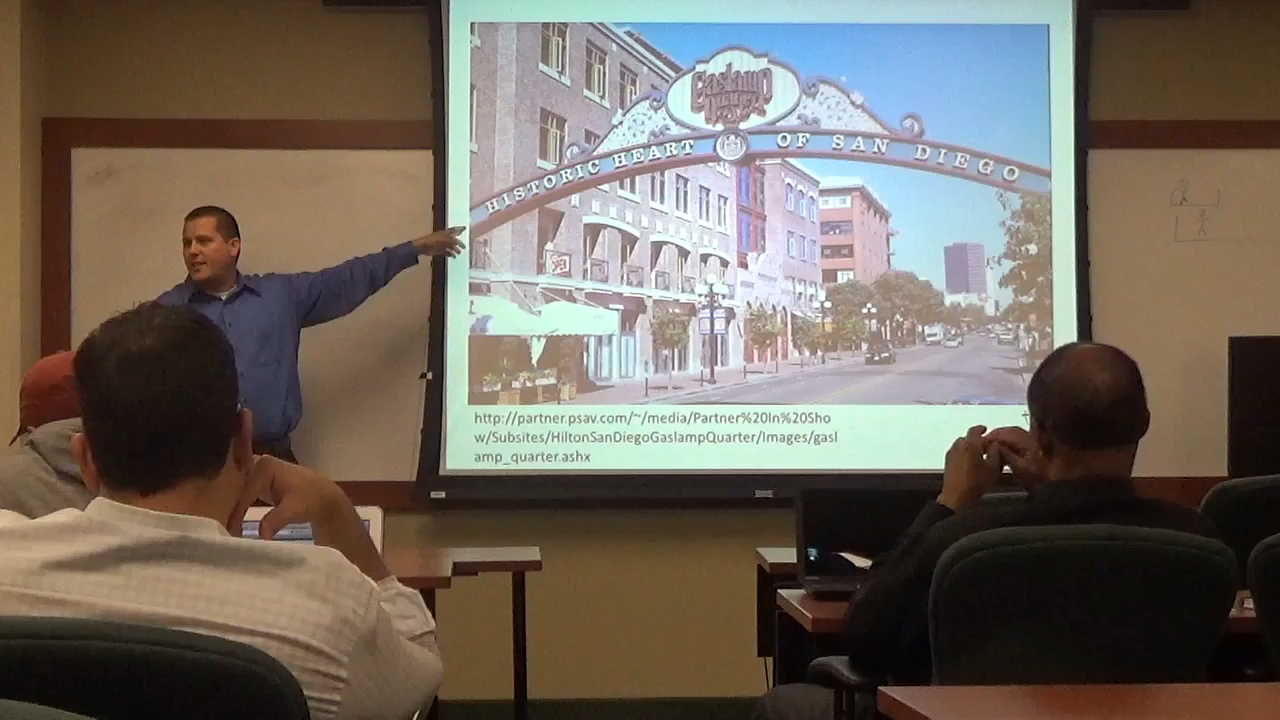 Gaslamp
Quarter
HISTORIC HEART OF SAN DIEGO
OPEN
http://partner.psav.com/~/media/Partner%20In%20Sho
w/Subsites/HiltonSanDiegoGaslampQuarter/Images/gasl
amp_quarter.ashx